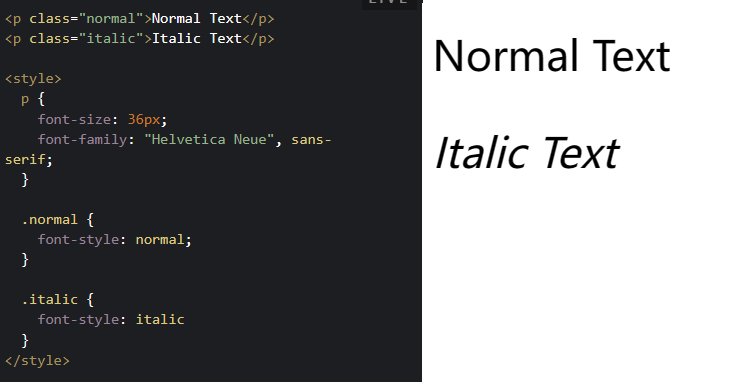 LIVE
<p class="normal">Normal Text</p>
<p class="italic">Italic Text</p>
<style>
p {
font-size: 36px;
font-family: "Helvetica Neue", sans-
serif;
}
.normal {
font-style: normal;
}
.italic {
font-style: italic
}
</style>
Normal Text
Italic Text